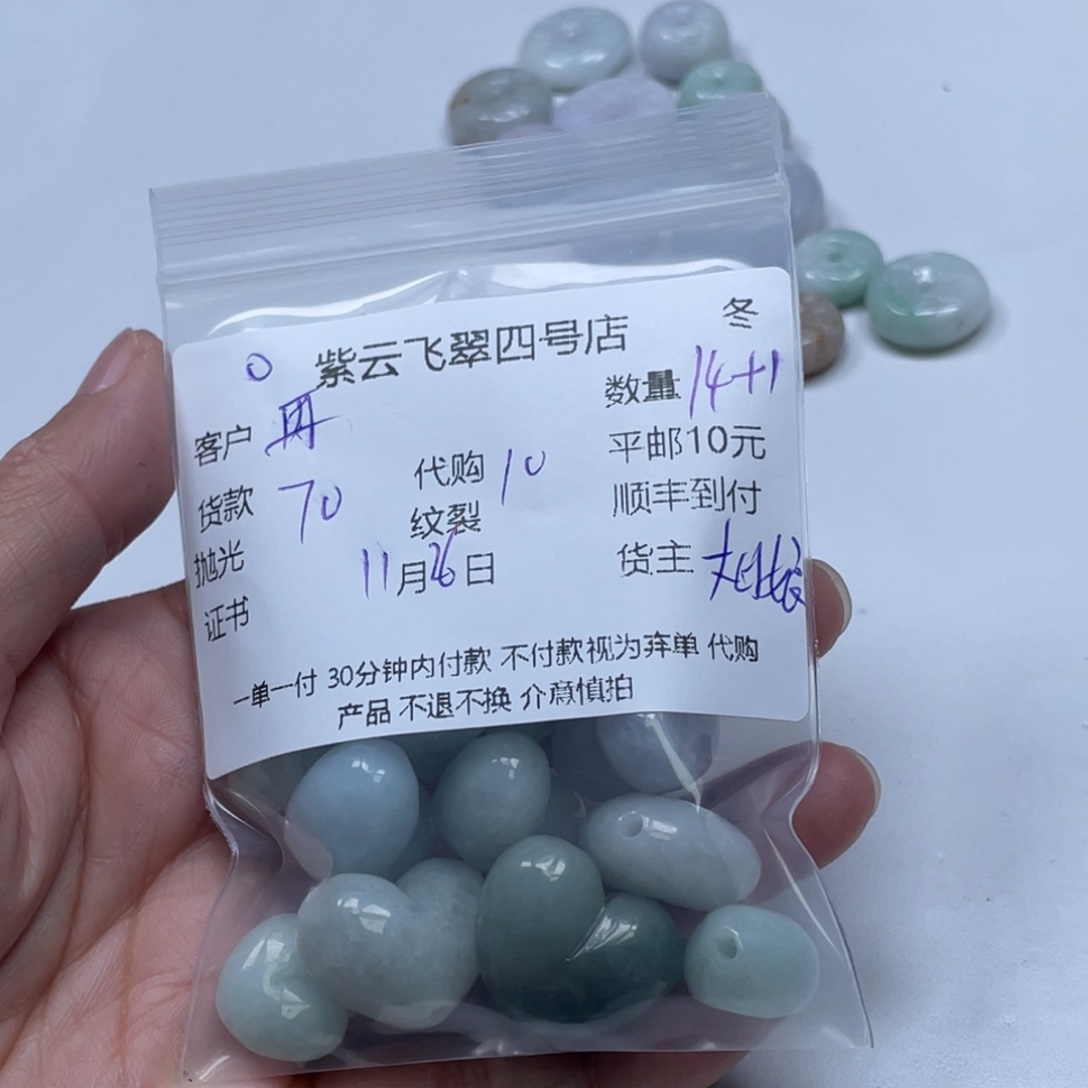 冬
紫云飞翠四号店
数量 14+1
客户
代购 10
平邮10元
货款 70
纹裂
顺丰到付
抛光
11月26日
货主
证书
一单一付 30分钟内付款 不付款视为弃单 代购
产品 不退不换 介意慎拍